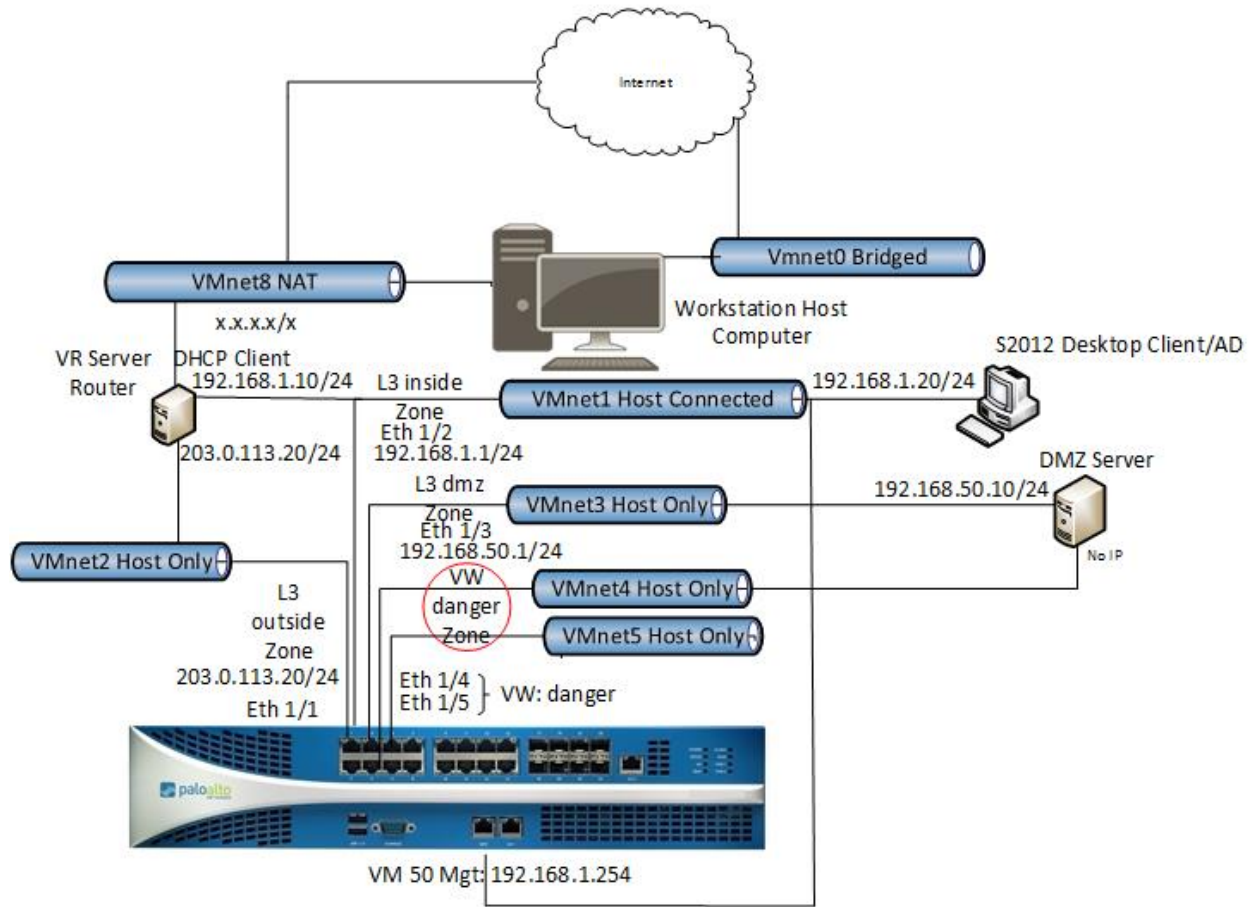 Internet
VMnet8 NAT
Vmnet0 Bridged
x.x.x.x/x
Workstation Host
Computer
VR Server
Router
DHCP Client
192.168.1.10/24
L3 inside
Zone
Eth 1/2
192.168.1.1/24
VMnet1 Host Connected
192.168.1.20/24
S2012 Desktop Client/AD
203.0.113.20/24
L3 dmz
Zone
Eth 1/3
192.168.50.1/24
VMnet3 Host Only
192.168.50.10/24
DMZ Server
No IP
VMnet2 Host Only
VW
danger
Zone
VMnet4 Host Only
VMnet5 Host Only
L3
outside
Zone
203.0.113.20/24
Eth 1/1
Eth 1/4
Eth 1/5
VW: danger
paloalto
VM 50 Mgt: 192.168.1.254